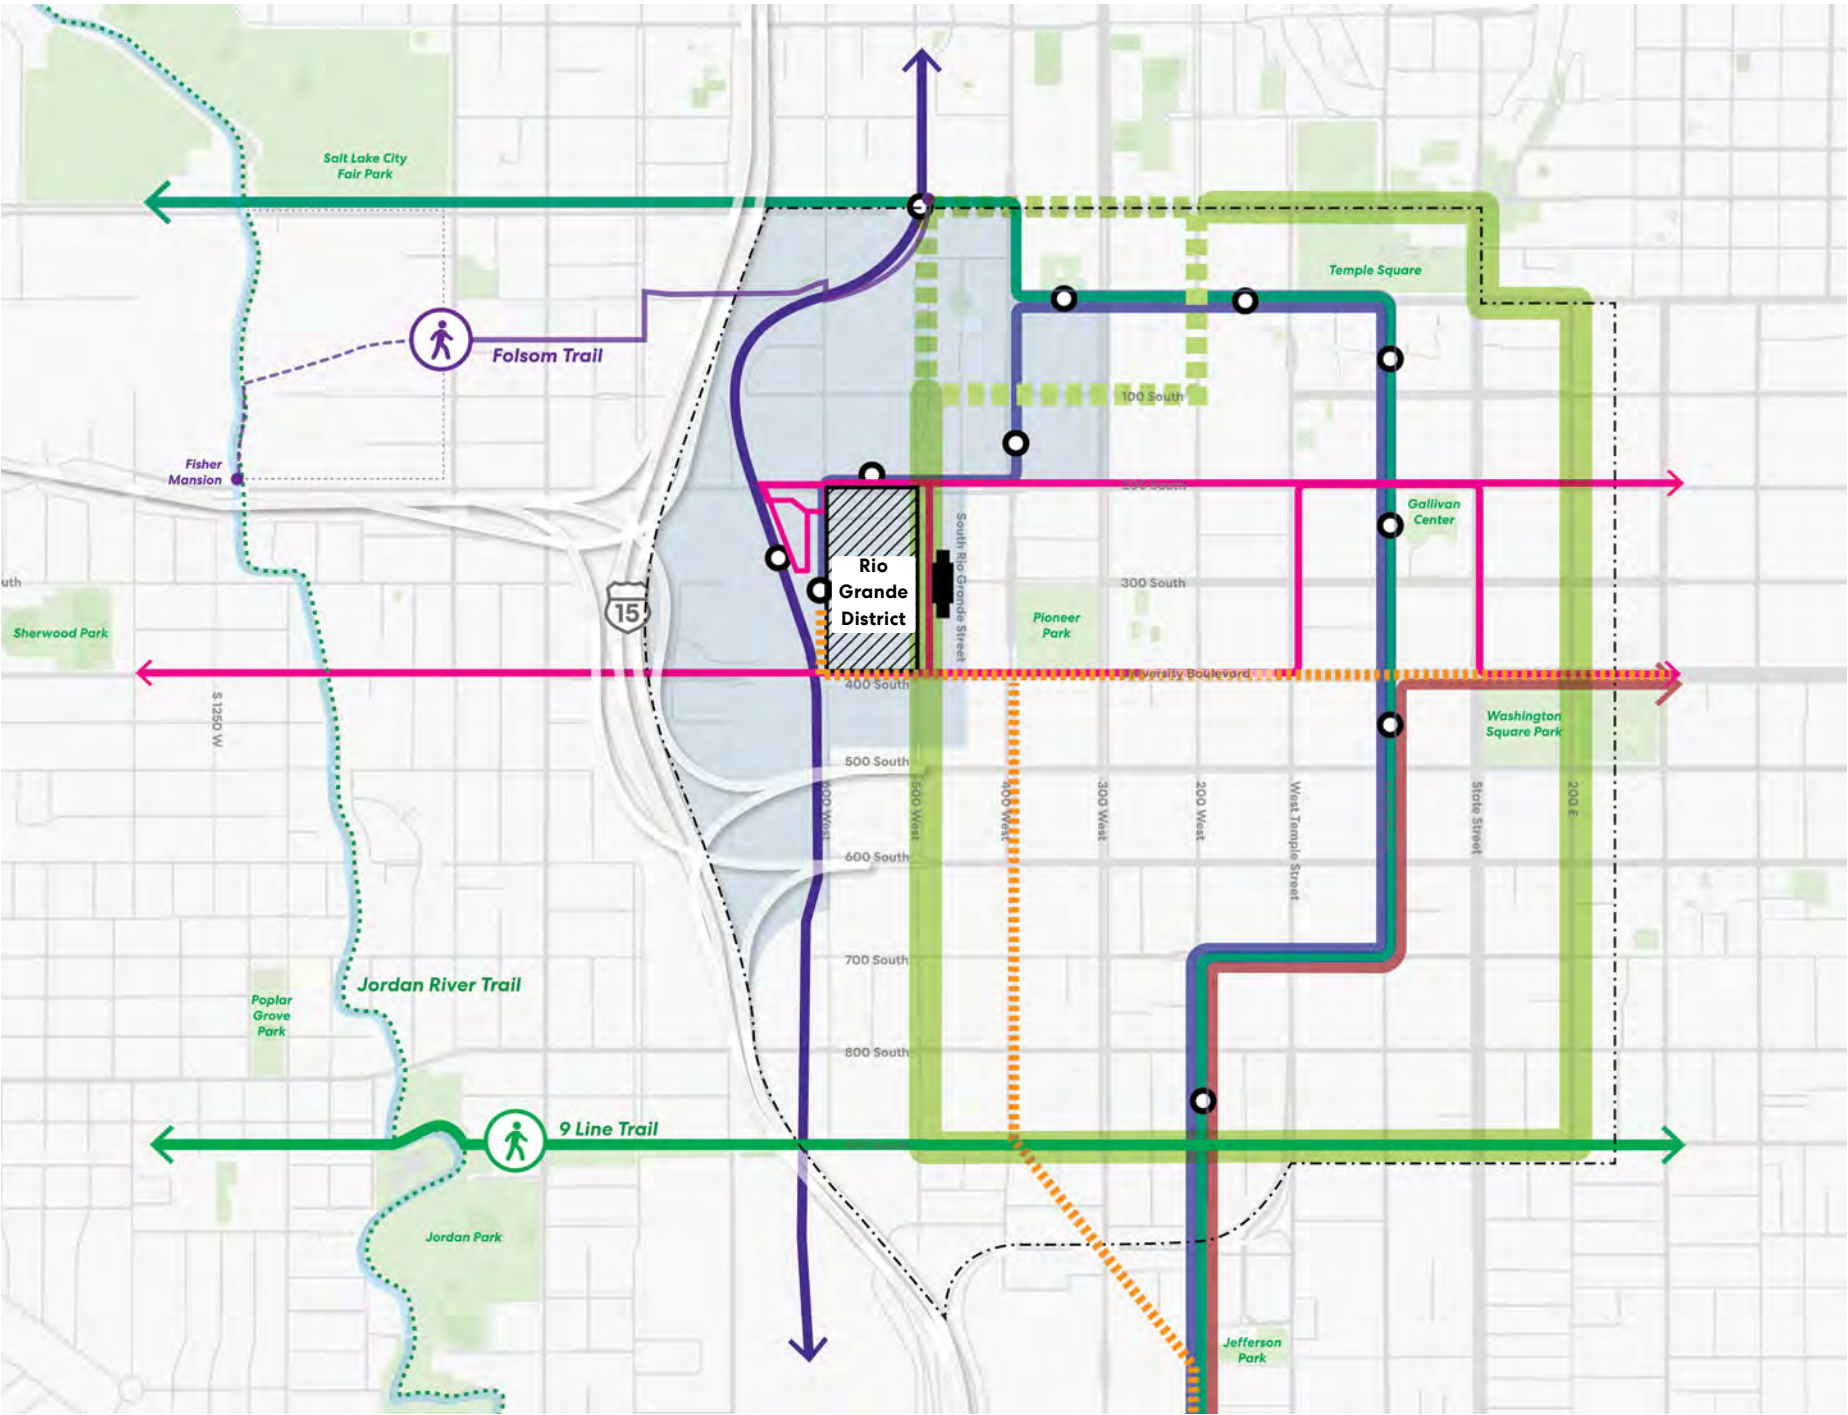 Salt Lake City
Fair Park
Temple Square
Folsom Trail
100 South
Fisher
Mansion
200 South
Gallivan
Center
South Rio Grande Street
uth
300 South
15
Rio
Grande
District
Sherwood Park
Pioneer
Park
University Boulevard
400 South
S 1250 W
Washington
Square Park
500 South
600 West
500 West
400 West
300 West
200 West
West Temple Street
State Street
200 E
600 South
700 South
Jordan River Trail
Poplar
Grove
Park
800 South
9 Line Trail
Jordan Park
Jefferson
Park